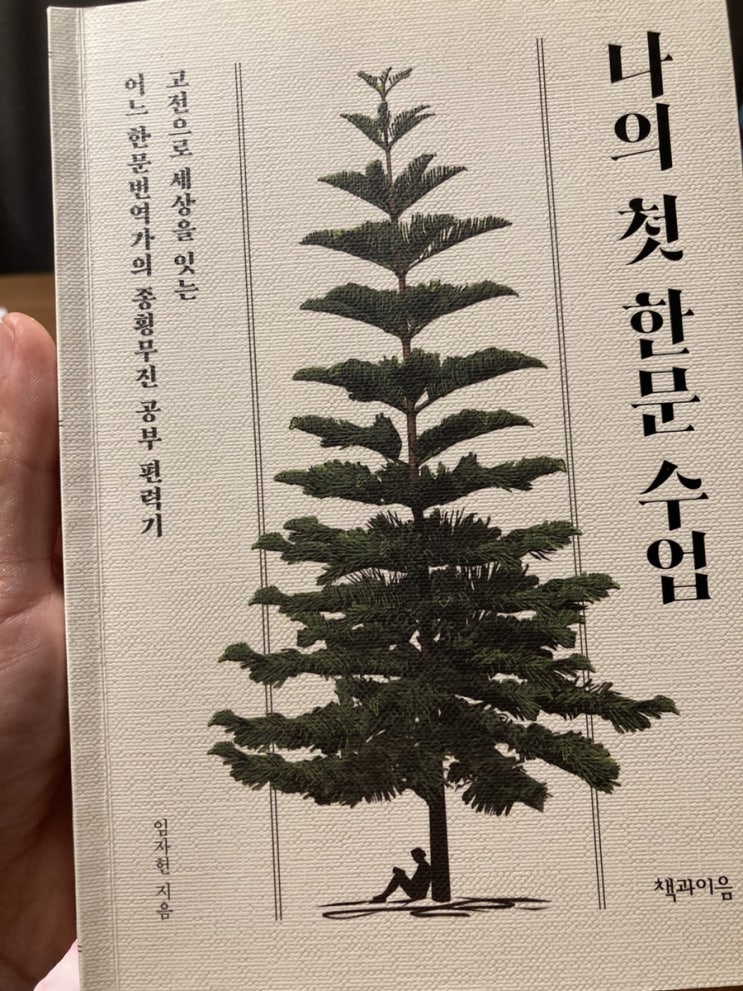 나의 첫 한문 수업
고전으로 세상을 잇는
어느 한문번역가의 종횡무진 공부 편력기
임자헌 지음
책과이음